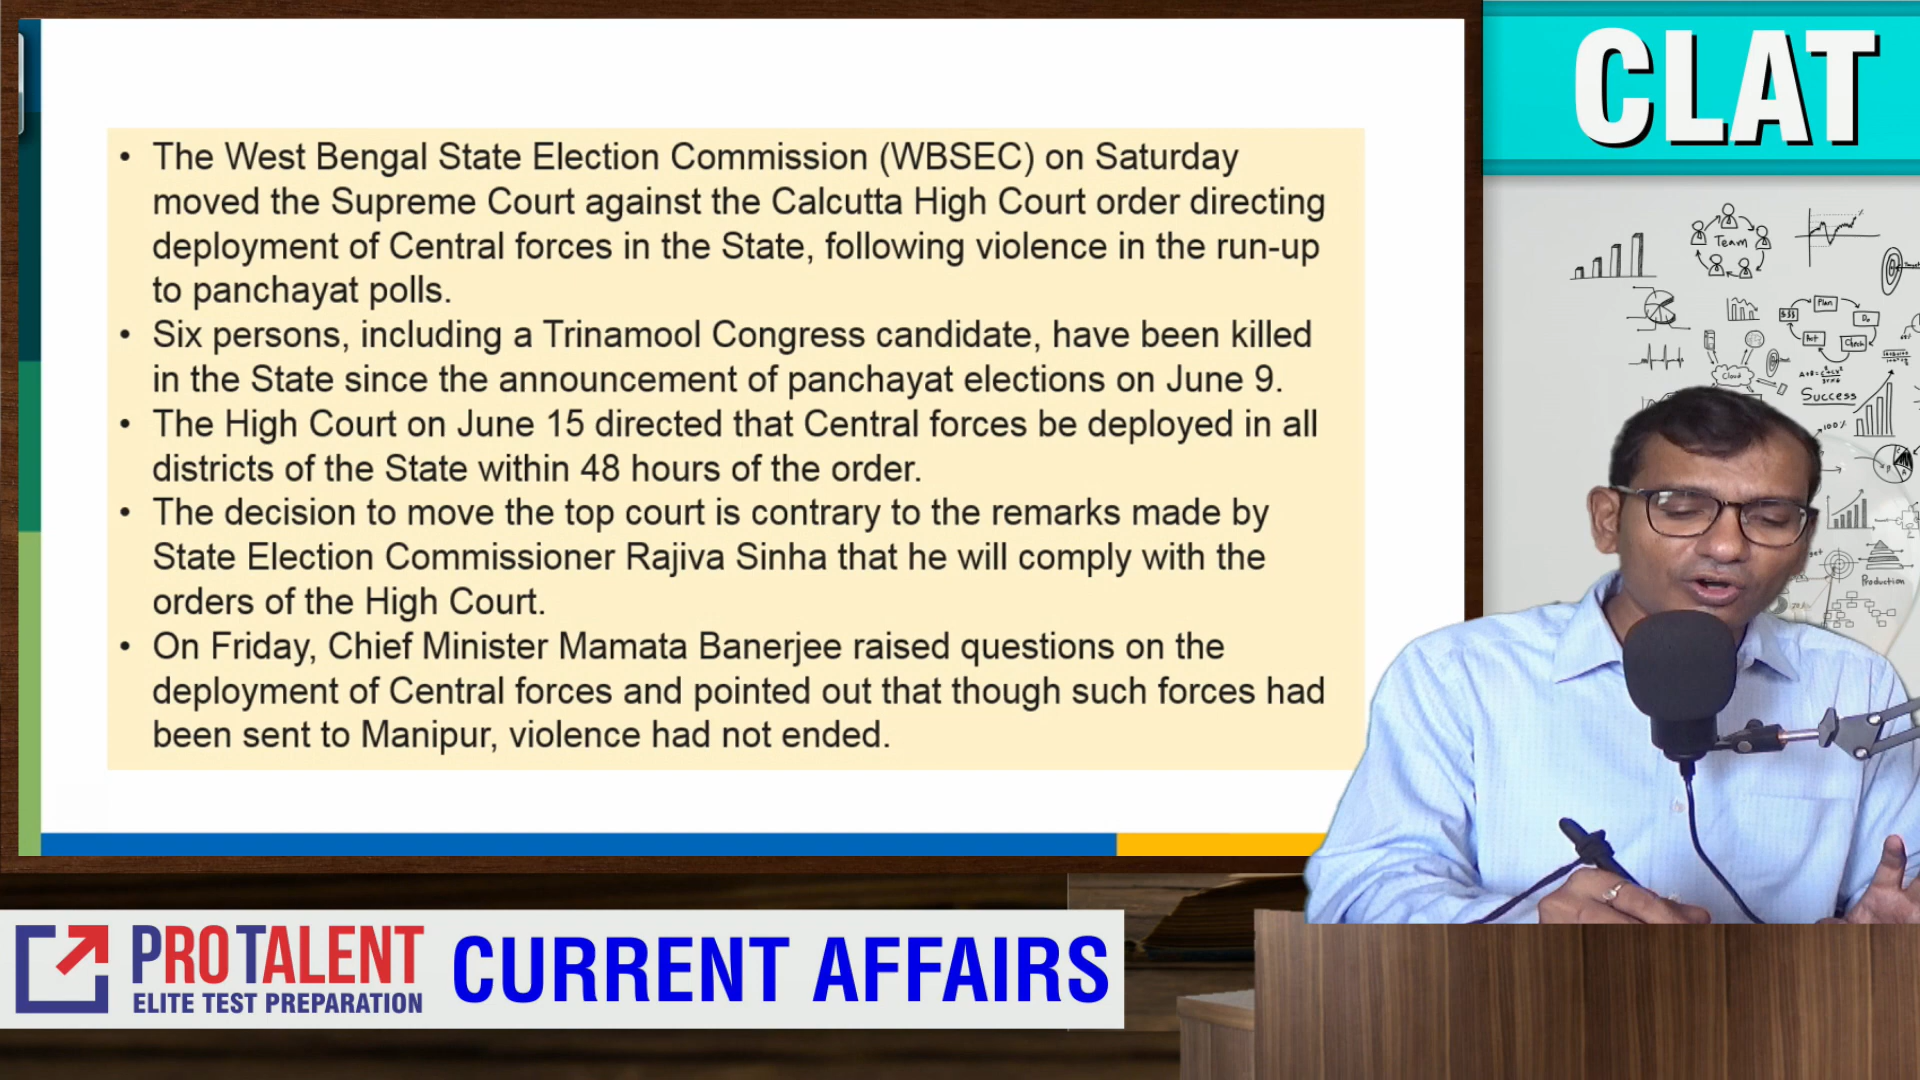 CLAT
• The West Bengal State Election Commission (WBSEC) on Saturday
moved the Supreme Court against the Calcutta High Court order directing
deployment of Central forces in the State, following violence in the run-up
to panchayat polls.
• Six persons, including a Trinamool Congress candidate, have been killed
in the State since the announcement of panchayat elections on June 9.
• The High Court on June 15 directed that Central forces be deployed in all
districts of the State within 48 hours of the order.
• The decision to move the top court is contrary to the remarks made by
State Election Commissioner Rajiva Sinha that he will comply with the
orders of the High Court.
• On Friday, Chief Minister Mamata Banerjee raised questions on the
deployment of Central forces and pointed out that though such forces had
been sent to Manipur, violence had not ended.
Team
Plan
Do
Check
Act
Cloud
Success
100%
Production
PROTALENT
ELITE TEST PREPARATION
CURRENT AFFAIRS